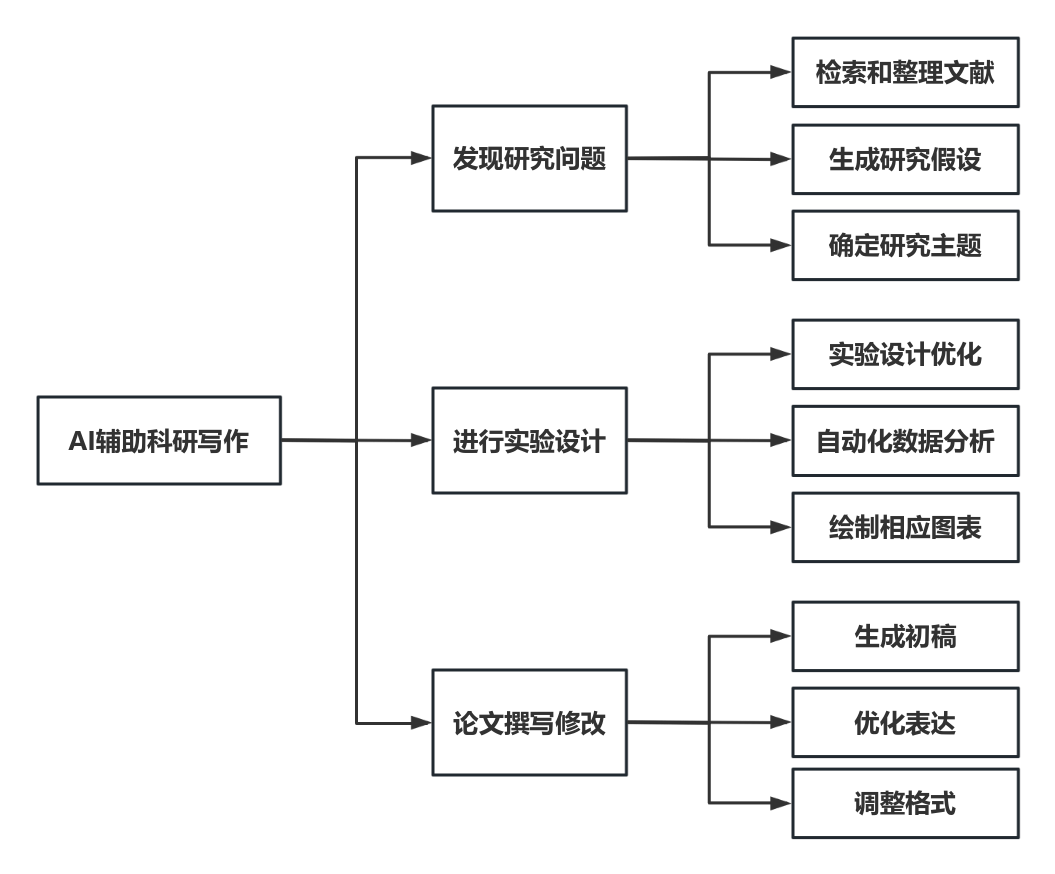 AI辅助科研写作
发现研究问题
检索和整理文献
生成研究假设
确定研究主题
进行实验设计
实验设计优化
自动化数据分析
绘制相应图表
论文撰写修改
生成初稿
优化表达
调整格式